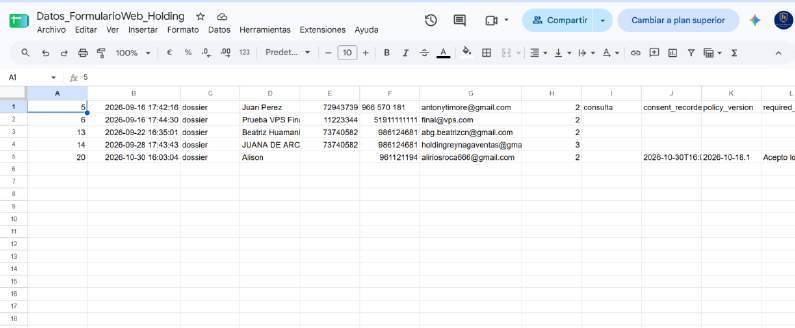 Datos_FormularioWeb_Holding
Archivo Editar Ver Insertar Formato Datos Herramientas Extensiones Ayuda
Compartir
Cambiar a plan superior
100% € % .0 .00 123 Predet... - 10 + B I A Σ
A1 fx 5
A B C D E F G H I J K L
1 5 2026-09-16 17:42:16 dossier Juan Perez 72943739 966 570 181 antonytimore@gmail.com 2 consulta consent_recorde policy_version required_
2 6 2026-09-16 17:44:30 dossier Prueba VPS Fin 11223344 51911111111 final@vps.com 2
3 13 2026-09-22 16:35:01 dossier Beatriz Huamani 73740582 986124681 abg.beatrizcn@gmail.com 2
4 14 2026-09-28 17:43:43 dossier JUANA DE ARC 73740582 986124681 holdingreynagaventas@gma 3
5 20 2026-10-30 16:03:04 dossier Alison 961121194 alinosroca666@gmail.com 2 2026-10-30T16:( 2026-10-18.1 Acepto lo
6
7
8
9
10
11
12
13
14
15
16
17
18